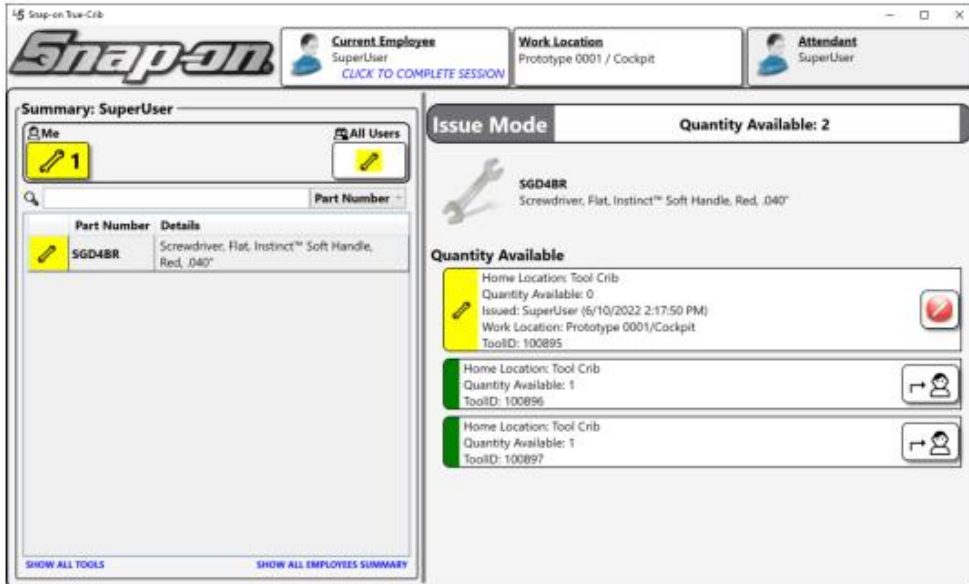 Snap-on True-Crib
Snap-on
Current Employee
SuperUser
CLICK TO COMPLETE SESSION
Work Location
Prototype 0001 / Cockpit
Attendant
SuperUser
Summary: SuperUser
Me
All Users
1
Part Number
Part Number Details
SGD4BR
Screwdriver, Flat, Instinct™ Soft Handle,
Red, .040"
SHOW ALL TOOLS
SHOW ALL EMPLOYEES SUMMARY
Issue Mode
Quantity Available: 2
SGD4BR
Screwdriver, Flat, Instinct™ Soft Handle, Red, .040"
Quantity Available
Home Location: Tool Crib
Quantity Available: 0
Issued: SuperUser (6/10/2022 2:17:50 PM)
Work Location: Prototype 0001/Cockpit
ToolID: 100895
Home Location: Tool Crib
Quantity Available: 1
ToolID: 100896
Home Location: Tool Crib
Quantity Available: 1
ToolID: 100897